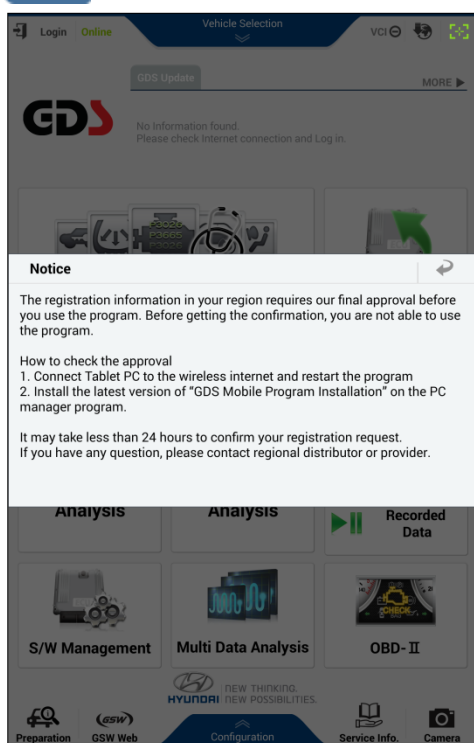 Login Online Vehicle Selection VCI
GDS Update MORE ▶
GDS
No Information found.
Please check Internet connection and Log in.
P3026
P3665
P3026
Notice
The registration information in your region requires our final approval before
you use the program. Before getting the confirmation, you are not able to use
the program.
How to check the approval
1. Connect Tablet PC to the wireless internet and restart the program
2. Install the latest version of “GDS Mobile Program Installation” on the PC
manager program.
It may take less than 24 hours to confirm your registration request.
If you have any question, please contact regional distributor or provider.
Analysis Analysis Recorded
Data
CHECK
S/W Management Multi Data Analysis OBD-Ⅱ
HYUNDAI NEW THINKING.
NEW POSSIBILITIES.
GSW
Preparation GSW Web Configuration Service Info. Camera